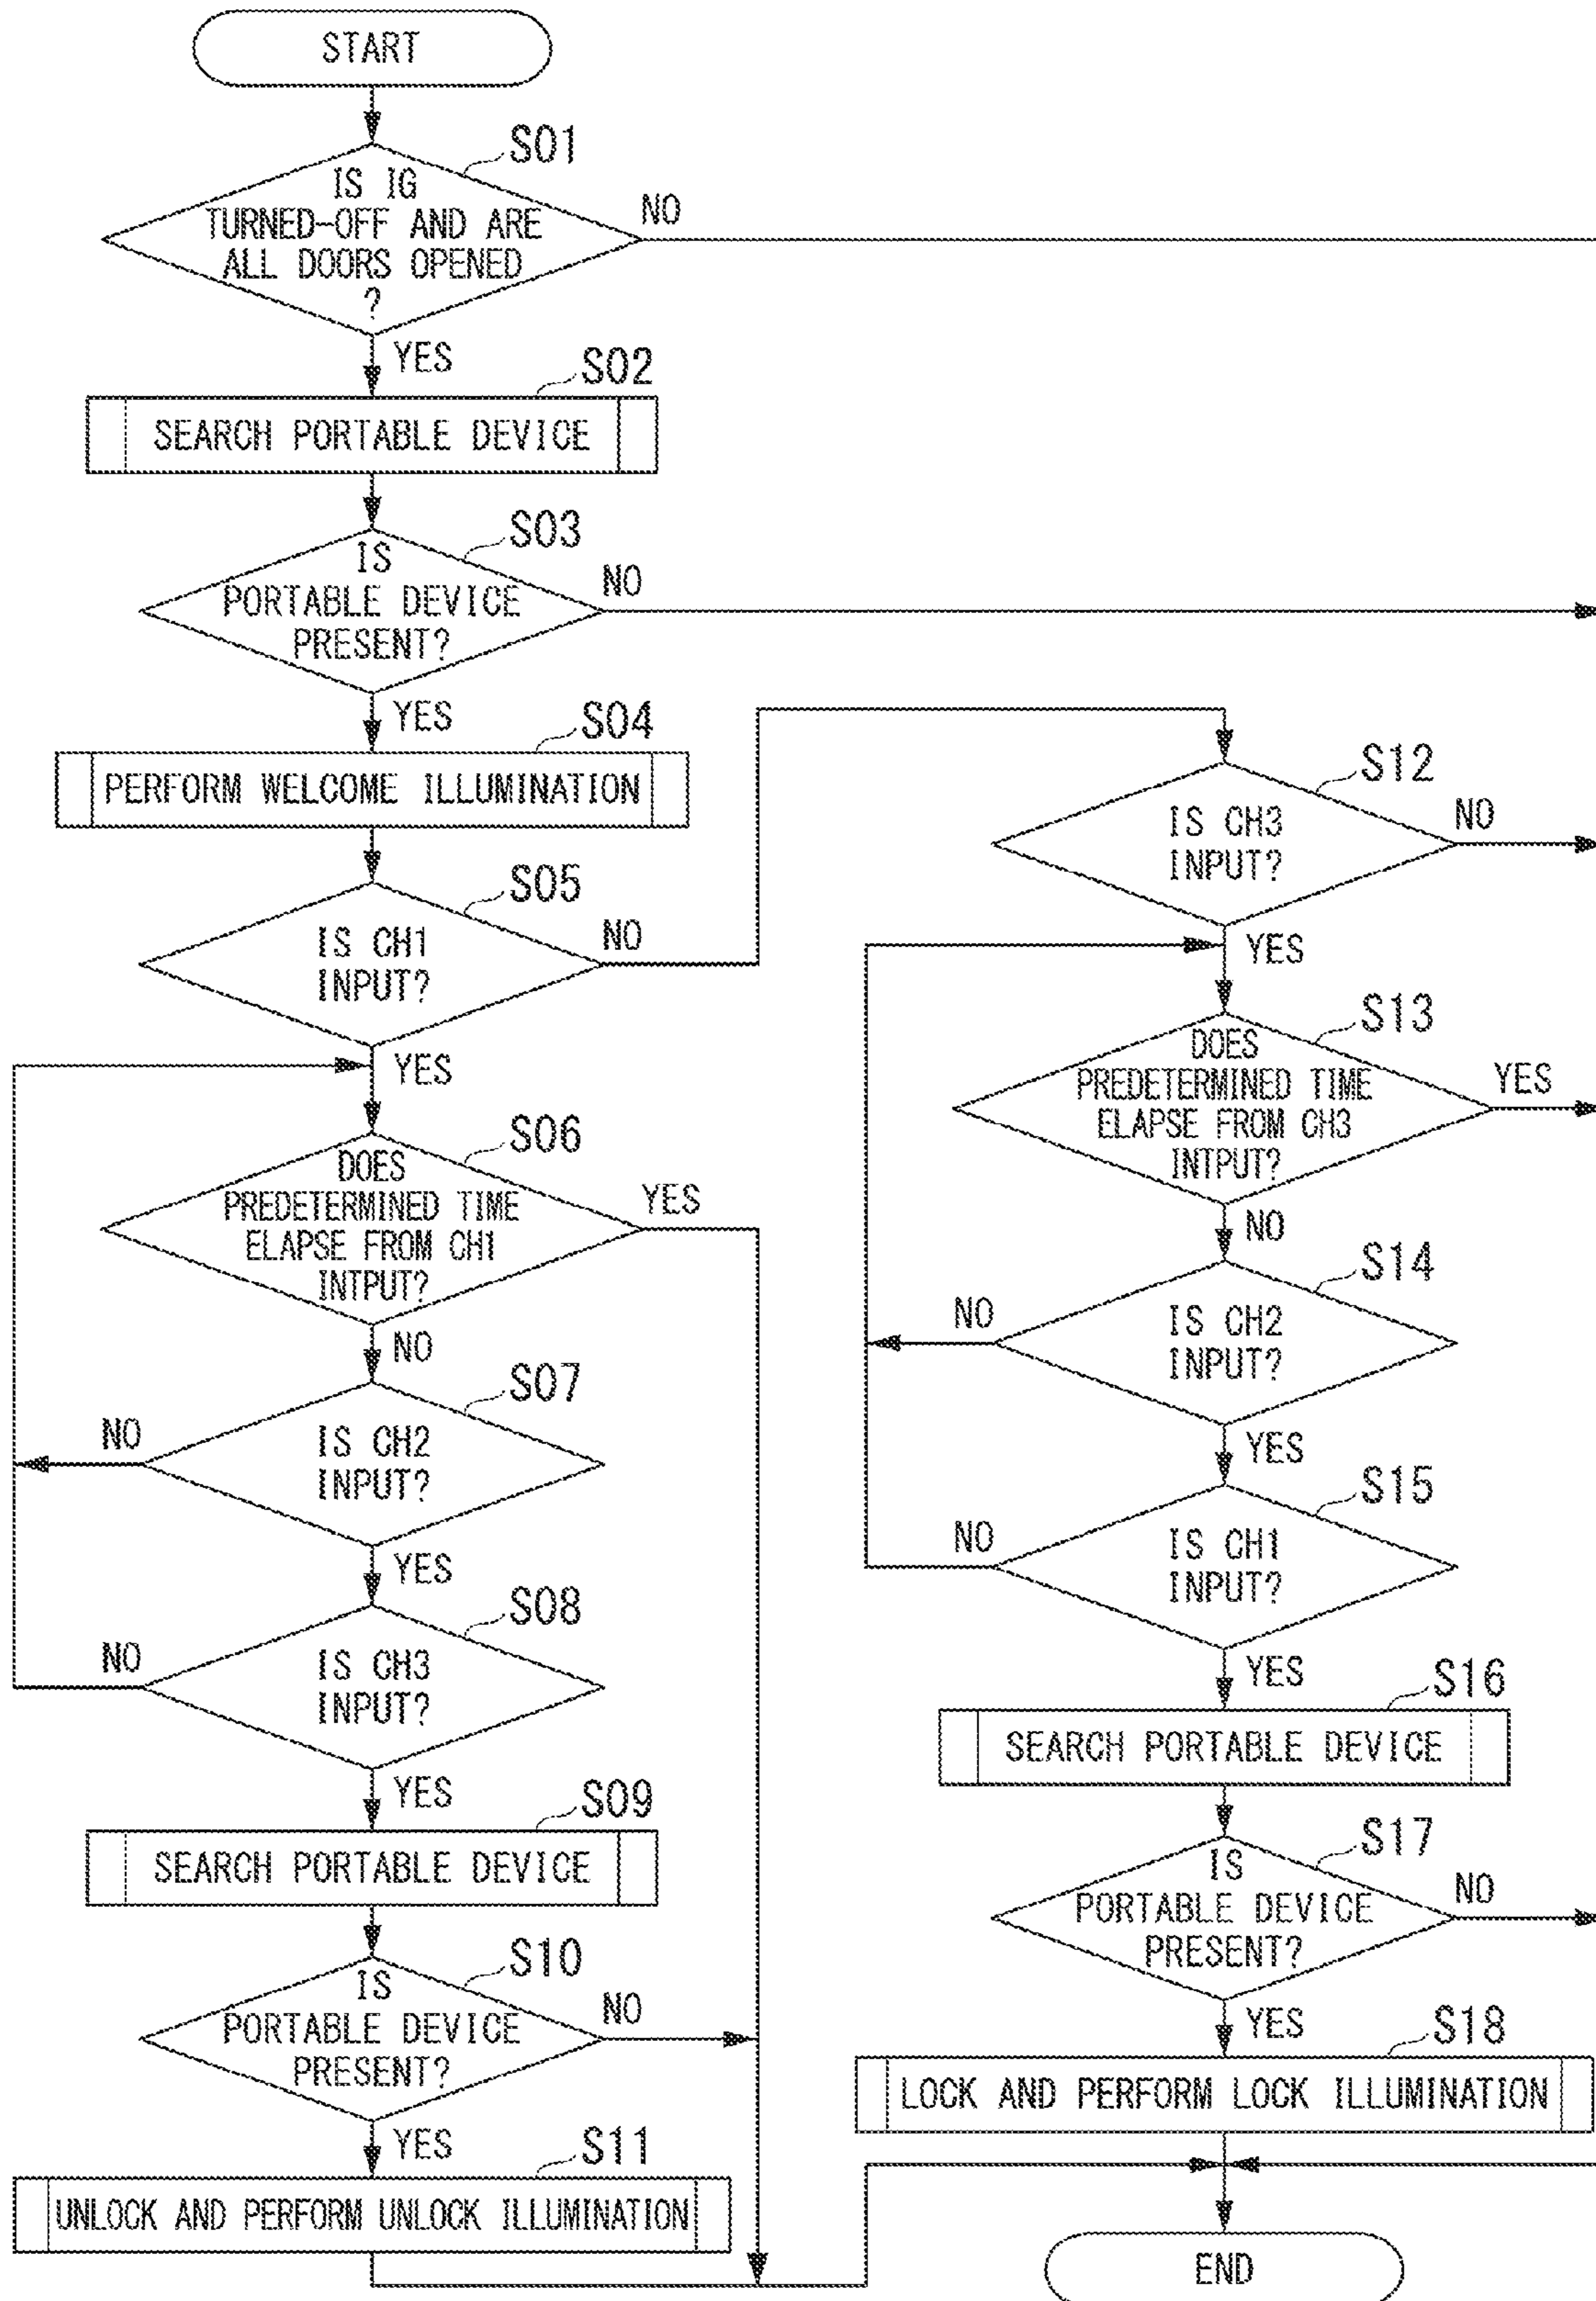 START
S01
IS IG
TURNED-OFF AND ARE
ALL DOORS OPENED
?
NO
YES
S02
SEARCH PORTABLE DEVICE
S03
IS
PORTABLE DEVICE
PRESENT?
NO
YES
S04
PERFORM WELCOME ILLUMINATION
S05
IS CH1
INPUT?
NO
YES
S06
DOES
PREDETERMINED TIME
ELAPSE FROM CH1
INTPUT?
YES
NO
S07
IS CH2
INPUT?
NO
YES
S08
IS CH3
INPUT?
NO
YES
S09
SEARCH PORTABLE DEVICE
S10
IS
PORTABLE DEVICE
PRESENT?
NO
YES
S11
UNLOCK AND PERFORM UNLOCK ILLUMINATION
S12
IS CH3
INPUT?
NO
YES
S13
DOES
PREDETERMINED TIME
ELAPSE FROM CH3
INTPUT?
YES
NO
S14
IS CH2
INPUT?
NO
YES
S15
IS CH1
INPUT?
NO
YES
S16
SEARCH PORTABLE DEVICE
S17
IS
PORTABLE DEVICE
PRESENT?
NO
YES
S18
LOCK AND PERFORM LOCK ILLUMINATION
END